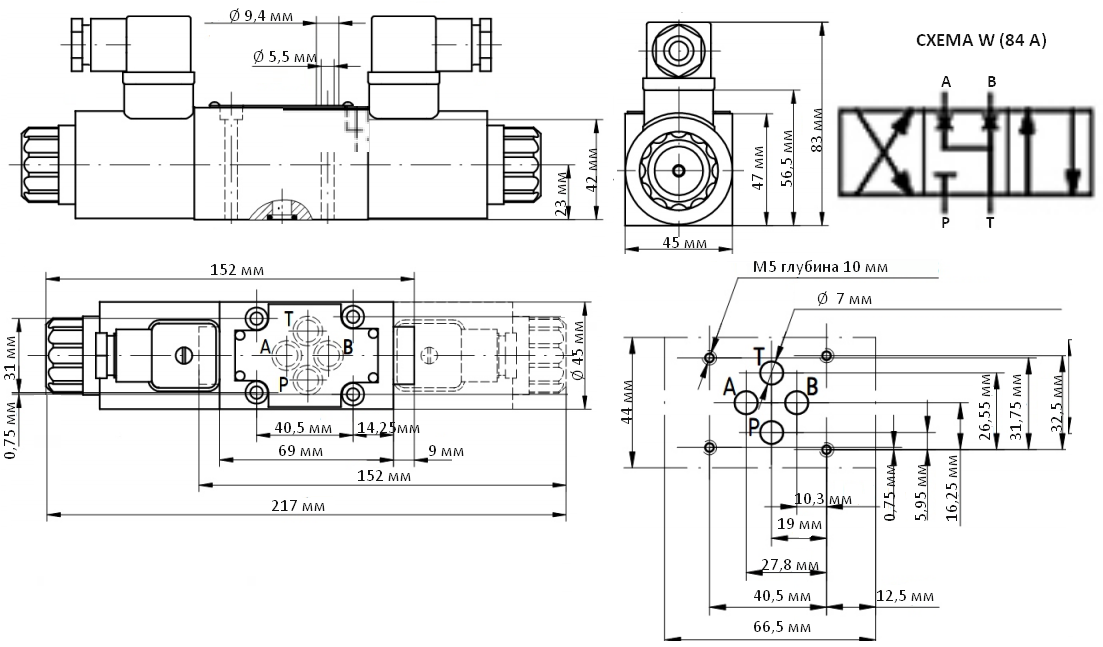 Ø 9,4 мм
Ø 5,5 мм
23 мм
42 мм
47 мм
56,5 мм
83 мм
45 мм
СХЕМА W (84 A)
A B
P T
152 мм
31 мм
0,75 мм
T
A B
P
Ø 45 мм
40,5 мм
14,25мм
69 мм
9 мм
152 мм
217 мм
M5 глубина 10 мм
Ø 7 мм
44 мм
T
A B
P
26,55 мм
31,75 мм
32,5 мм
10,3мм
0,75 мм
5,95 мм
16,25 мм
19 мм
27,8 мм
40,5 мм
12,5 мм
66,5 мм